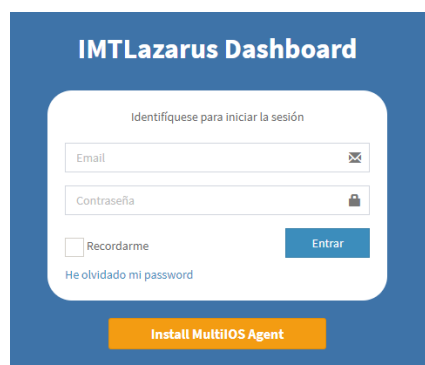 IMTLazarus Dashboard
Identifíquese para iniciar la sesión
Email
Contraseña
Recordarme
Entrar
He olvidado mi password
Install MultiIOS Agent